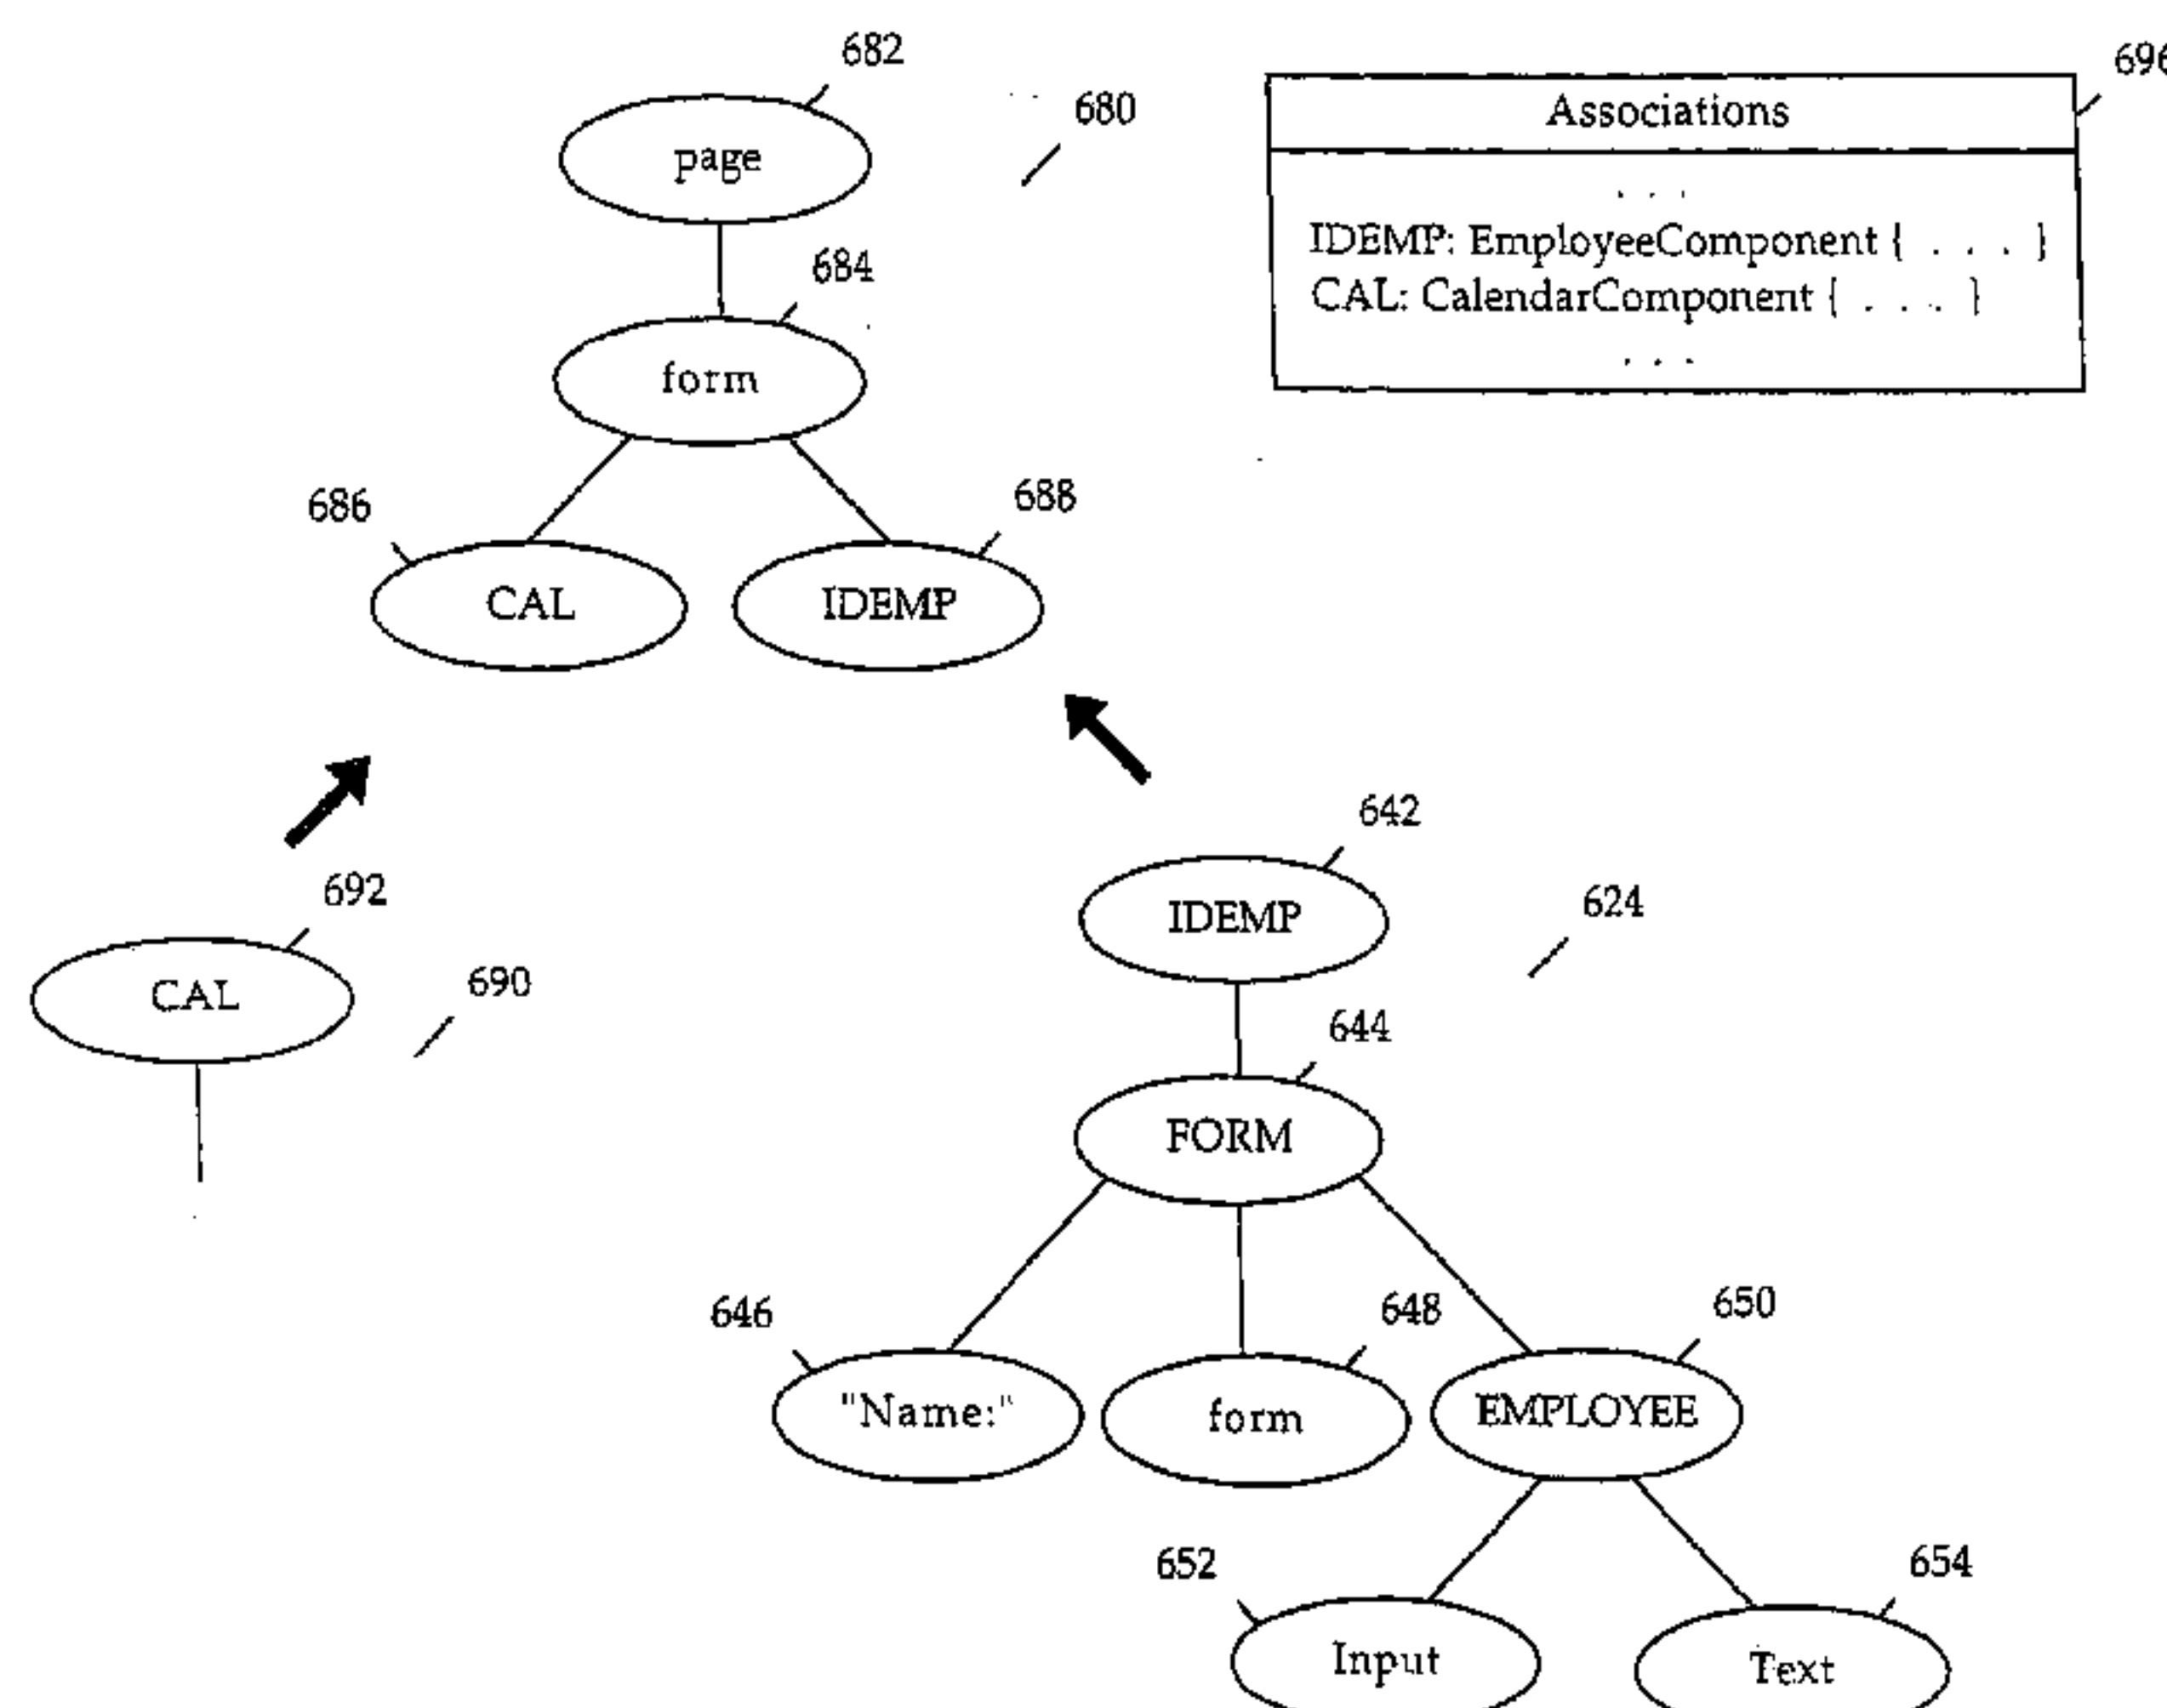 682
680
696
Associations
page
. . .
IDEMP: EmployeeComponent { . . . }
CAL: CalendarComponent { . . . }
. . .
684
form
686
688
CAL
IDEMP
642
692
624
IDEMP
690
CAL
644
FORM
646
648
650
"Name:"
form
EMPLOYEE
652
654
Input
Text